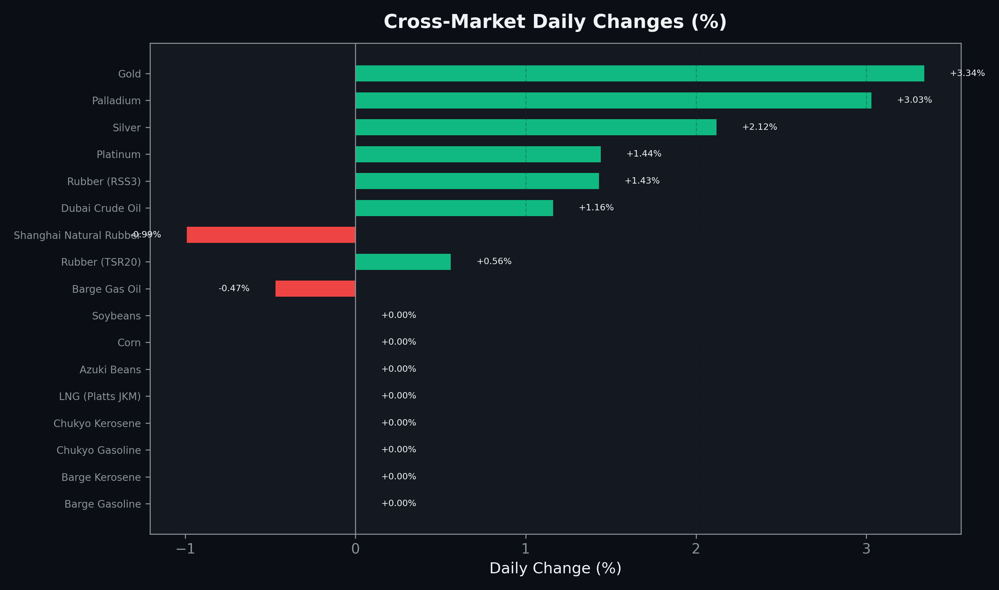 Cross-Market Daily Changes (%)
Gold +3.34%
Palladium +3.03%
Silver +2.12%
Platinum +1.44%
Rubber (RSS3) +1.43%
Dubai Crude Oil +1.16%
Shanghai Natural Rubber -0.99%
Rubber (TSR20) +0.56%
Barge Gas Oil -0.47%
Soybeans +0.00%
Corn +0.00%
Azuki Beans +0.00%
LNG (Platts JKM) +0.00%
Chukyo Kerosene +0.00%
Chukyo Gasoline +0.00%
Barge Kerosene +0.00%
Barge Gasoline +0.00%
−1 0 1 2 3
Daily Change (%)